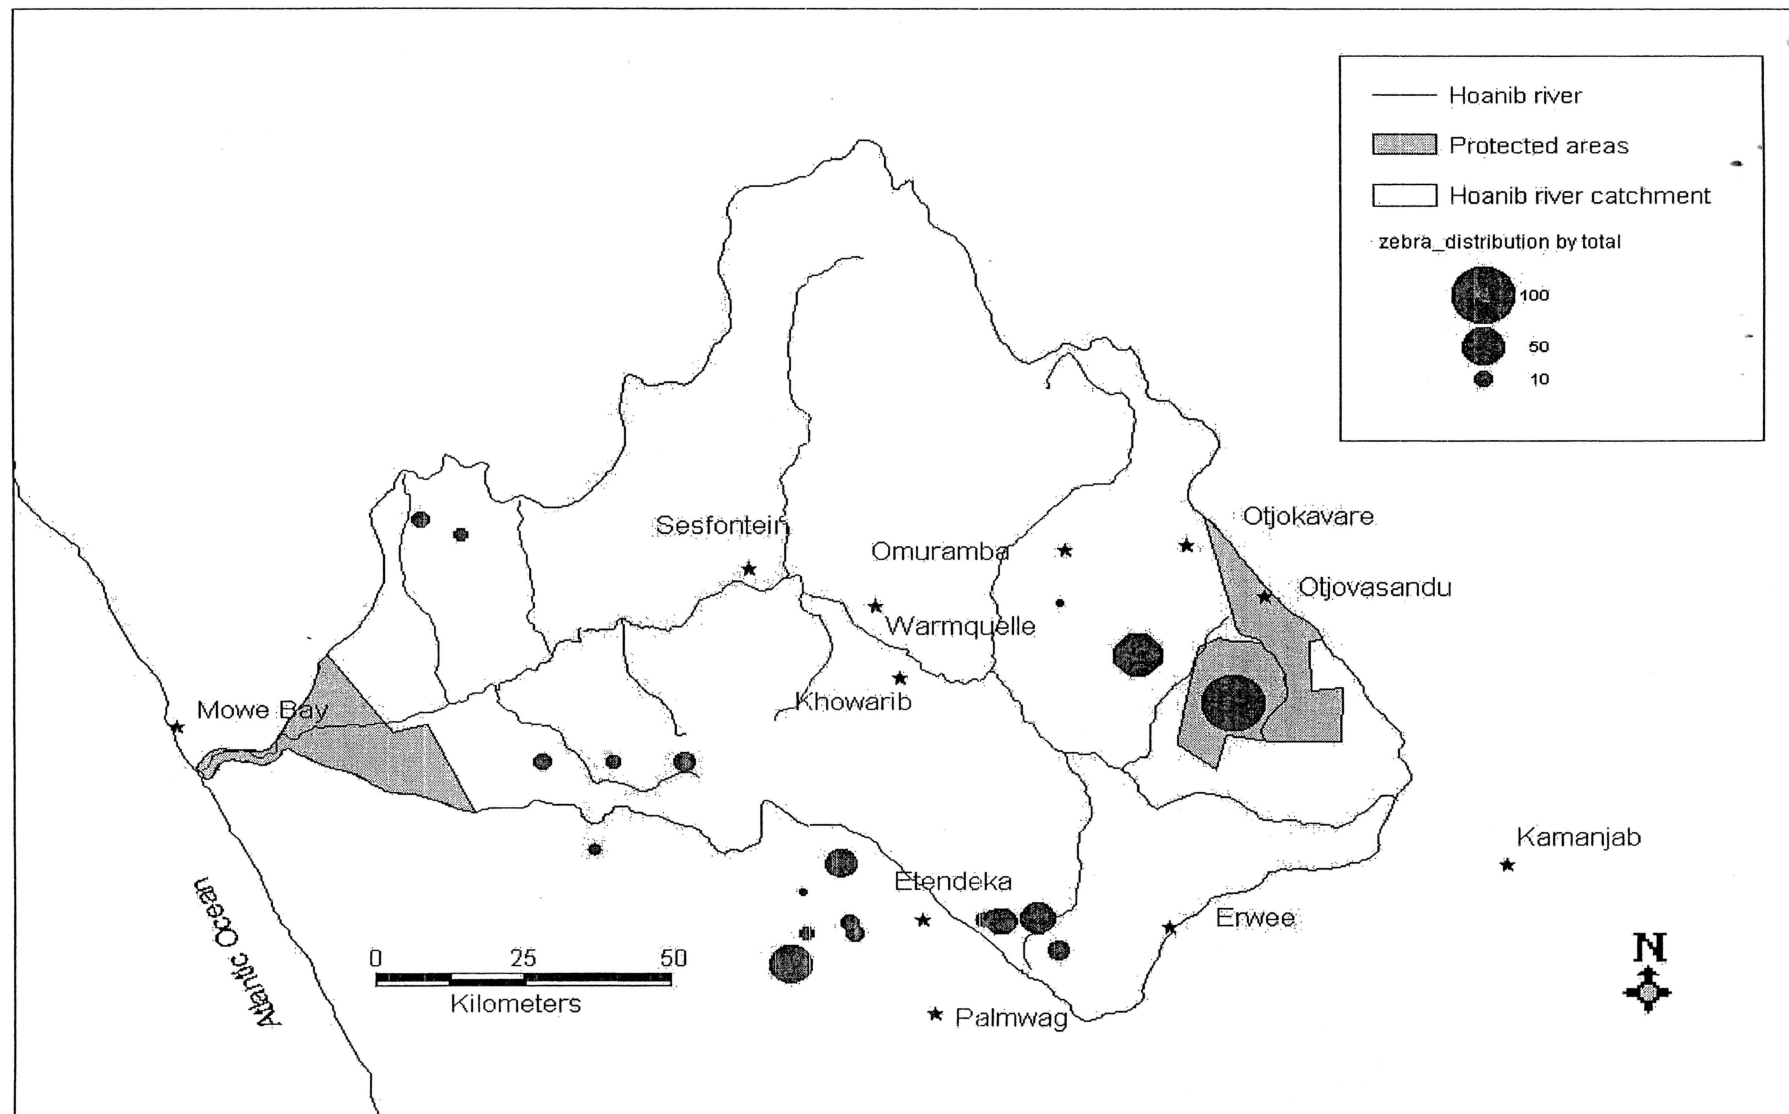 Hoanib river
Protected areas
Hoanib river catchment
zebra_distribution by total
100
50
10
Sesfontein
Omuramba
Otjokavare
Otjovasandu
Warmquelle
Khowarib
Mowe Bay
Kamanjab
Etendeka
Erwee
Atlantic Ocean
0 25 50
Kilometers
Palmwag
N